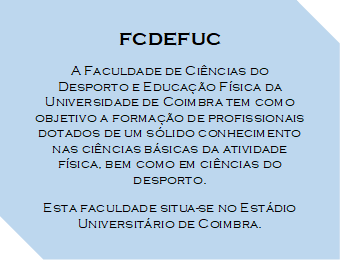 FCDEFUC
A Faculdade de Ciências do
Desporto e Educação Física da
Universidade de Coimbra tem como
objetivo a formação de profissionais
dotados de um sólido conhecimento
nas ciências básicas da atividade
física, bem como em ciências do
desporto.
Esta faculdade situa-se no Estádio
Universitário de Coimbra.